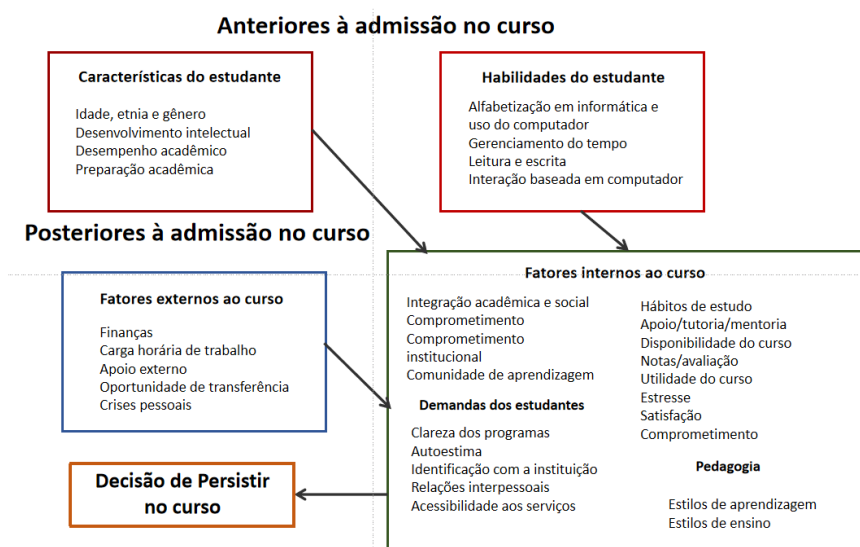 Anteriores à admissão no curso
Características do estudante
Idade, etnia e gênero
Desenvolvimento intelectual
Desempenho acadêmico
Preparação acadêmica
Habilidades do estudante
Alfabetização em informática e
uso do computador
Gerenciamento do tempo
Leitura e escrita
Interação baseada em computador
Posteriores à admissão no curso
Fatores externos ao curso
Finanças
Carga horária de trabalho
Apoio externo
Oportunidade de transferência
Crises pessoais
Fatores internos ao curso
Integração acadêmica e social
Comprometimento
Comprometimento
institucional
Comunidade de aprendizagem
Demandas dos estudantes
Clareza dos programas
Autoestima
Identificação com a instituição
Relações interpessoais
Acessibilidade aos serviços
Hábitos de estudo
Apoio/tutoria/mentoria
Disponibilidade do curso
Notas/avaliação
Utilidade do curso
Estresse
Satisfação
Comprometimento
Pedagogia
Estilos de aprendizagem
Estilos de ensino
Decisão de Persistir
no curso